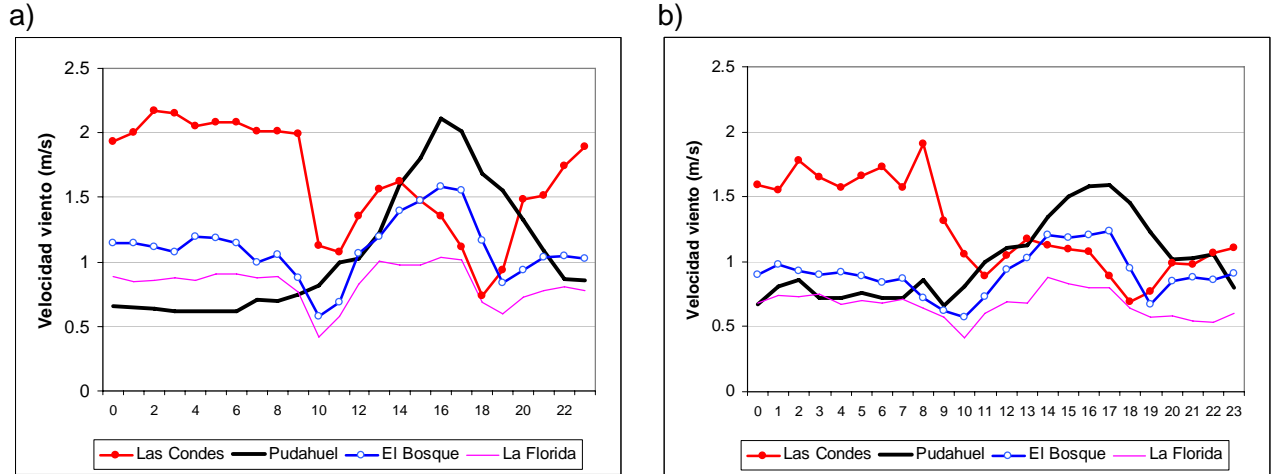 a)
Velocidad viento (m/s)
2.5
2
1.5
1
0.5
0
0 2 4 6 8 10 12 14 16 18 20 22
Las Condes Pudahuel El Bosque La Florida
b)
Velocidad viento (m/s)
2.5
2
1.5
1
0.5
0
0 1 2 3 4 5 6 7 8 9 10 11 12 13 14 15 16 17 18 19 20 21 22 23
Las Condes Pudahuel El Bosque La Florida